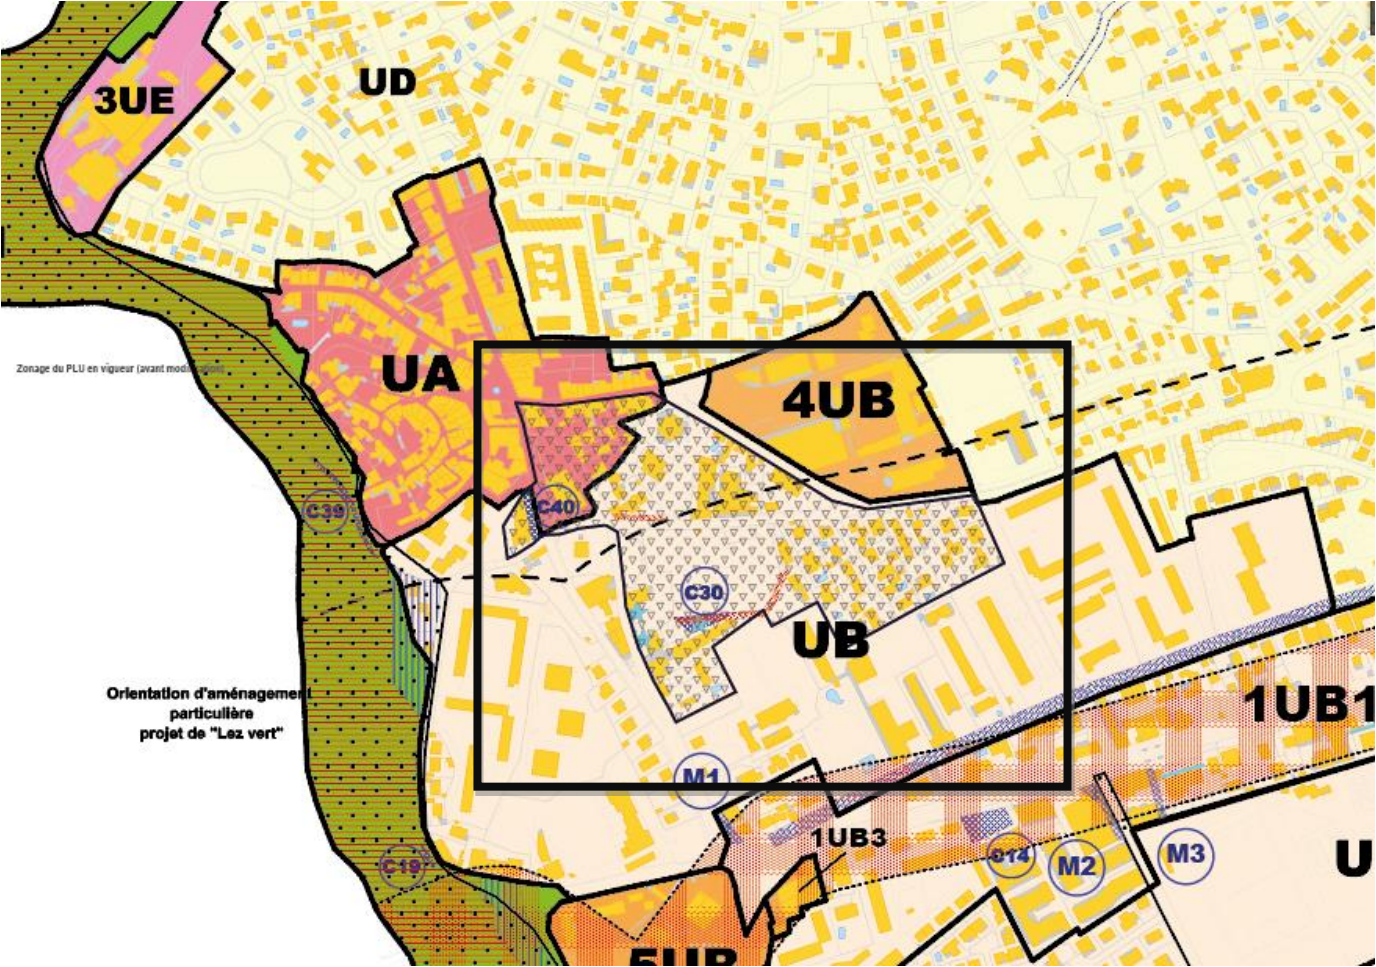 UD
3UE
UA
4UB
Zonage du PLU en vigueur (avant modification)
C40
C39
C30
UB
Orientation d'aménagement
particulière
projet de "Lez vert"
1UB1
M1
1UB3
C14
M2
M3
U
C19
5UB